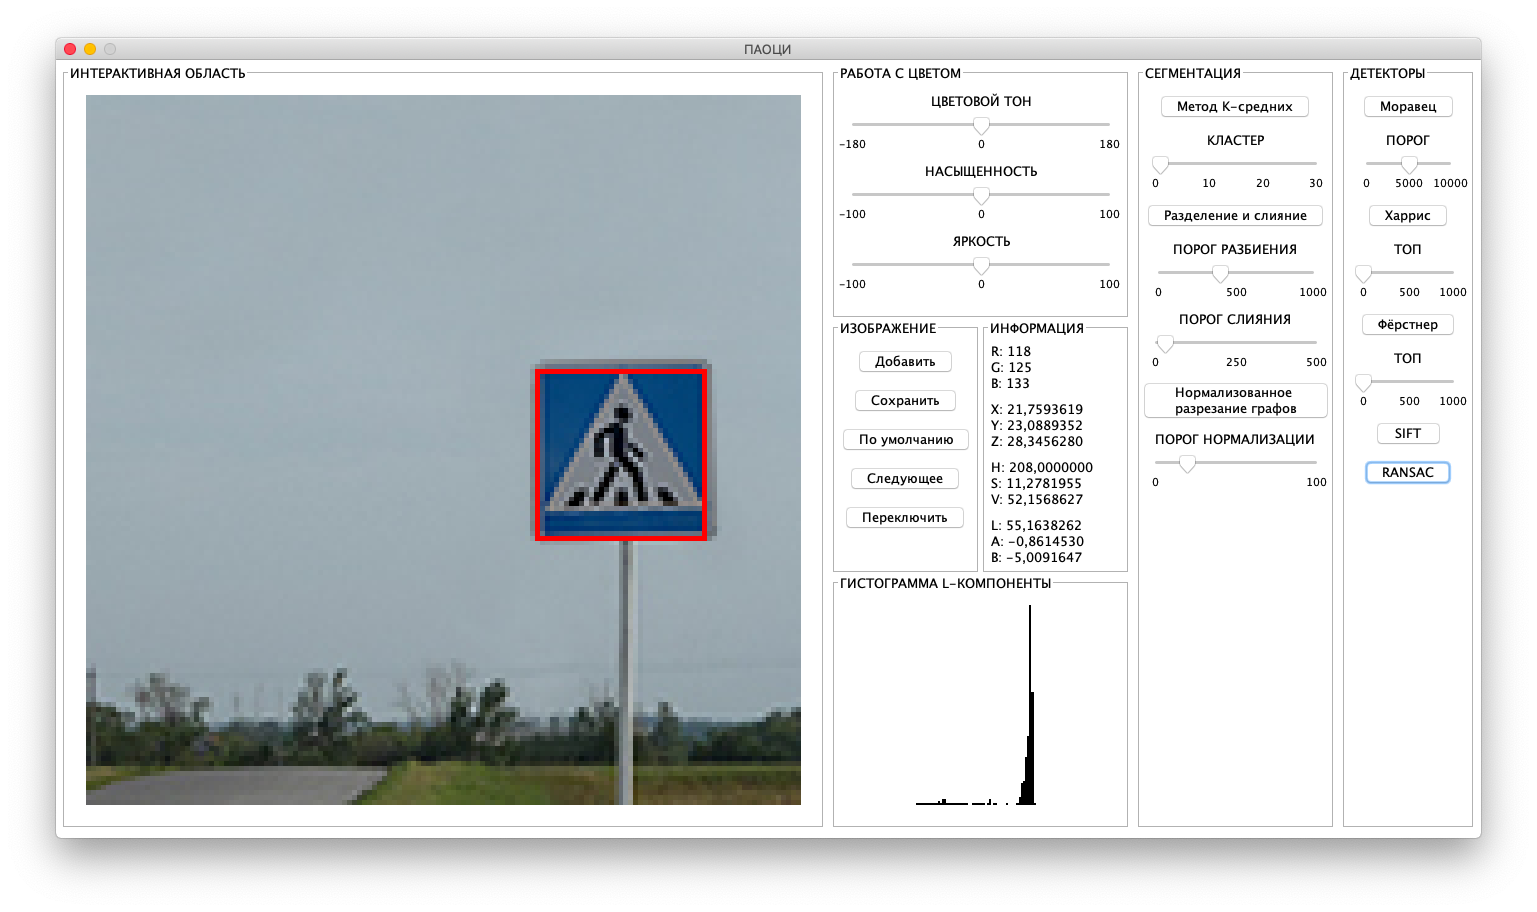 ПАОЦИ
ИНТЕРАКТИВНАЯ ОБЛАСТЬ
РАБОТА С ЦВЕТОМ
ЦВЕТОВОЙ ТОН
-180 0 180
НАСЫЩЕННОСТЬ
-100 0 100
ЯРКОСТЬ
-100 0 100
ИЗОБРАЖЕНИЕ
Добавить
Сохранить
По умолчанию
Следующее
Переключить
ИНФОРМАЦИЯ
R: 118
G: 125
B: 133
X: 21,7593619
Y: 23,0889352
Z: 28,3456280
H: 208,0000000
S: 11,2781955
V: 52,1568627
L: 55,1638262
A: -0,8614530
B: -5,0091647
ГИСТОГРАММА L-КОМПОНЕНТЫ
СЕГМЕНТАЦИЯ
Метод К-средних
КЛАСТЕР
0 10 20 30
Разделение и слияние
ПОРОГ РАЗБИЕНИЯ
0 500 1000
ПОРОГ СЛИЯНИЯ
0 250 500
Нормализованное
разрезание графов
ПОРОГ НОРМАЛИЗАЦИИ
0 100
ДЕТЕКТОРЫ
Моравец
ПОРОГ
0 5000 10000
Харрис
ТОП
0 500 1000
Фёрстнер
ТОП
0 500 1000
SIFT
RANSAC